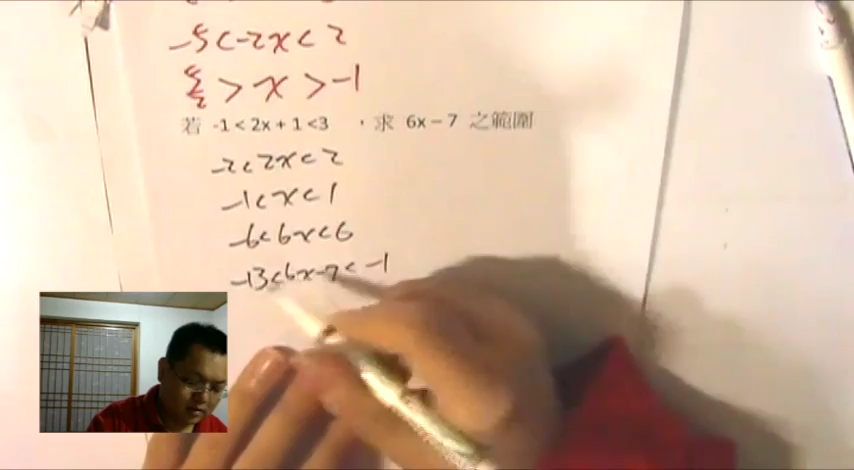 -5<-2x<2
5/2 > x > -1
若 -1 < 2x + 1 <3 ，求 6x – 7 之範圍
-2<2x<2
-1<x<1
-6<6x<6
-13<6x-7<-1